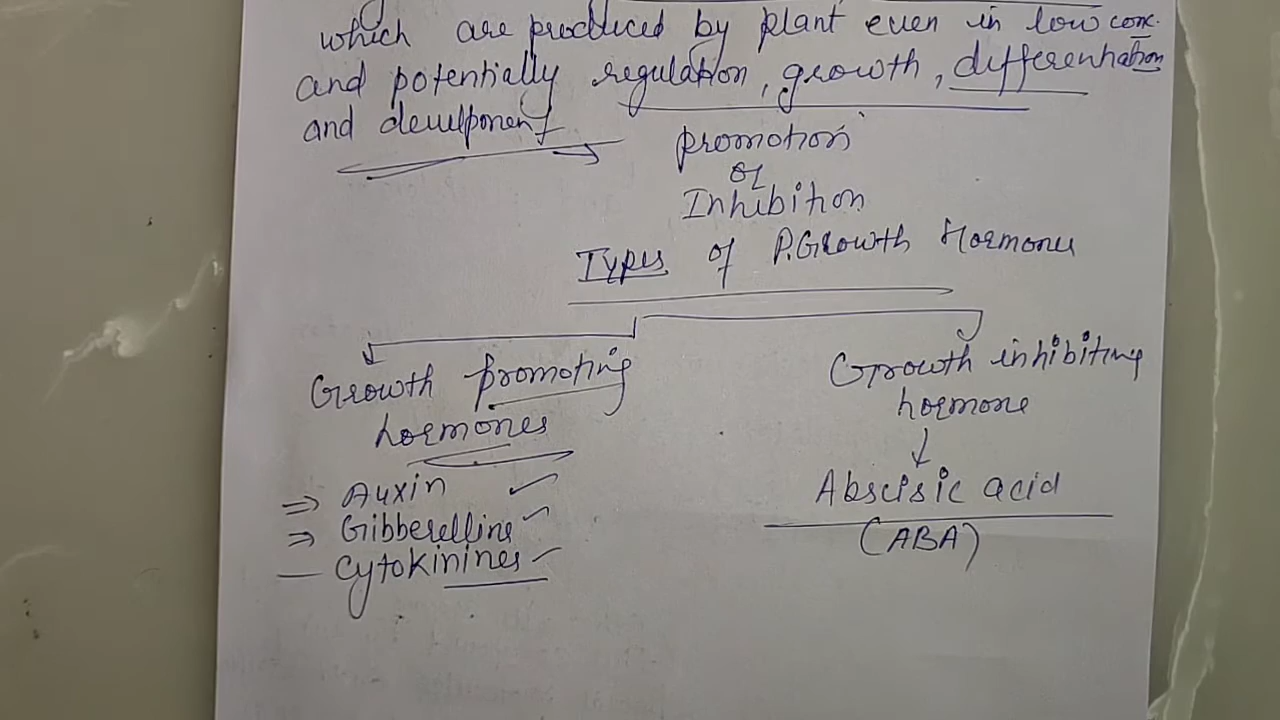 which are produced by plant even in low conc.
and potentially regulation, growth, differentiation
and development
promotion
or
Inhibition
Types of P.Growth Hormones
Growth promoting
hormones
Growth inhibiting
hormone
⇒ Auxin ✓
⇒ Gibberelline ✓
— Cytokinines ✓
Abscisic acid
(ABA)